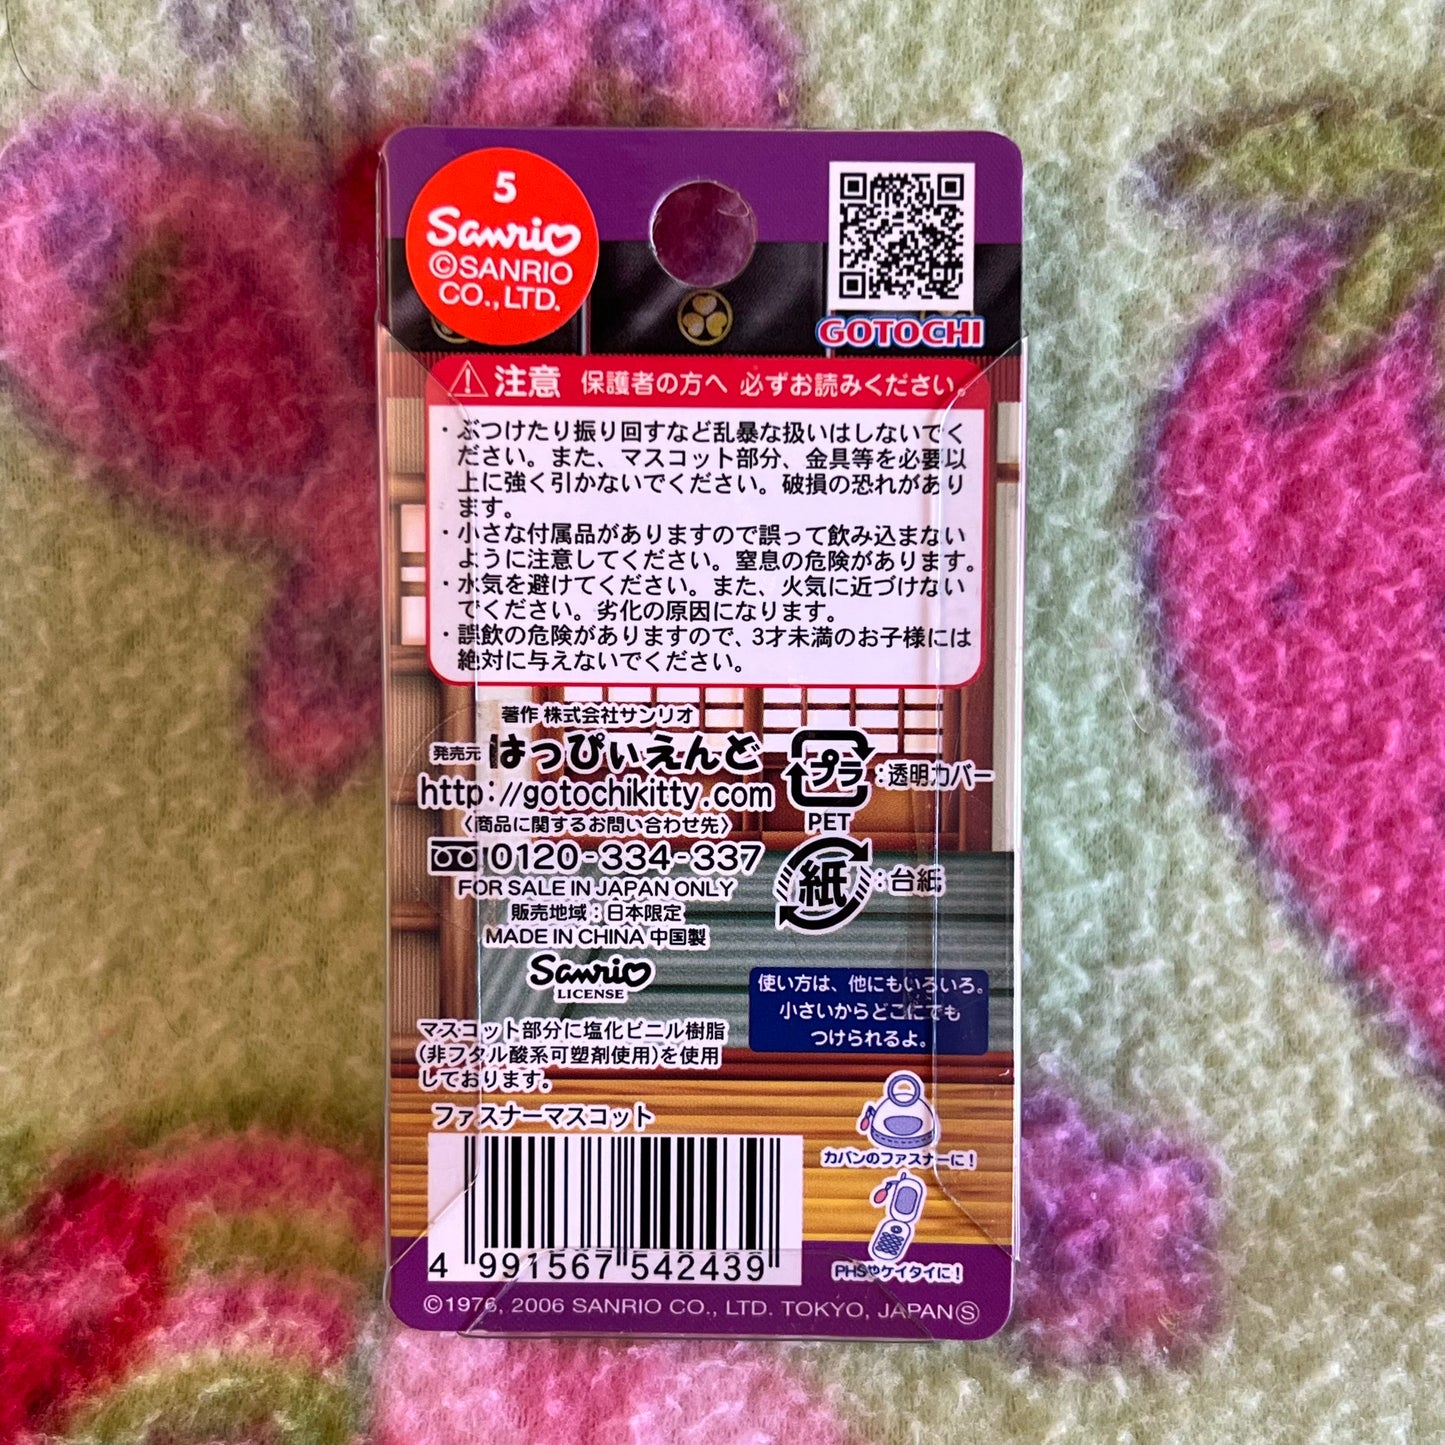 5
Sanrio
©SANRIO
CO., LTD.
GOTOCHI
注意 保護者の方へ 必ずお読みください。
・ぶつけたり振り回すなど乱暴な扱いはしないでく
ださい。また、マスコット部分、金具等を必要以
上に強く引かないでください。破損の恐れがあり
ます。
・小さな付属品がありますので誤って飲み込まない
ように注意してください。窒息の危険があります。
・水気を避けてください。また、火気に近づけない
でください。劣化の原因になります。
・誤飲の危険がありますので、3才未満のお子様には
絶対に与えないでください。
著作 株式会社サンリオ
発売元 はっぴぃえんど
http://gotochikitty.com
〈商品に関するお問い合わせ先〉
0120-334-337
FOR SALE IN JAPAN ONLY
販売地域：日本限定
MADE IN CHINA 中国製
Sanrio
LICENSE
プラ：透明カバー
PET
紙：台紙
マスコット部分に塩化ビニル樹脂
(非フタル酸系可塑剤使用)を使用
しております。
ファスナーマスコット
4 991567 542439
使い方は、他にもいろいろ。
小さいからどこにでも
つけられるよ。
カバンのファスナーに！
PHSやケイタイに！
©1976, 2006 SANRIO CO., LTD. TOKYO, JAPAN Ⓢ